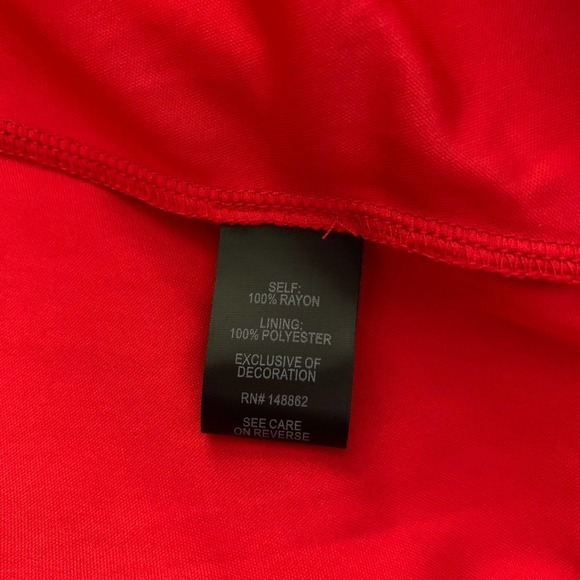 SELF:
100% RAYON
LINING:
100% POLYESTER
EXCLUSIVE OF
DECORATION
RN# 148862
SEE CARE
ON REVERSE